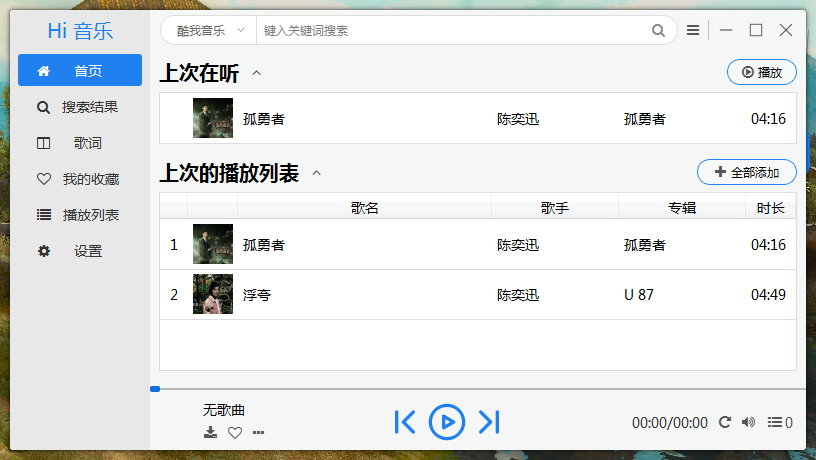 Hi 音乐
酷我音乐 键入关键词搜索
首页
搜索结果
歌词
我的收藏
播放列表
设置
上次在听 播放
孤勇者 陈奕迅 孤勇者 04:16
上次的播放列表 全部添加
歌名 歌手 专辑 时长
1 孤勇者 陈奕迅 孤勇者 04:16
2 浮夸 陈奕迅 U 87 04:49
无歌曲
00:00/00:00 0